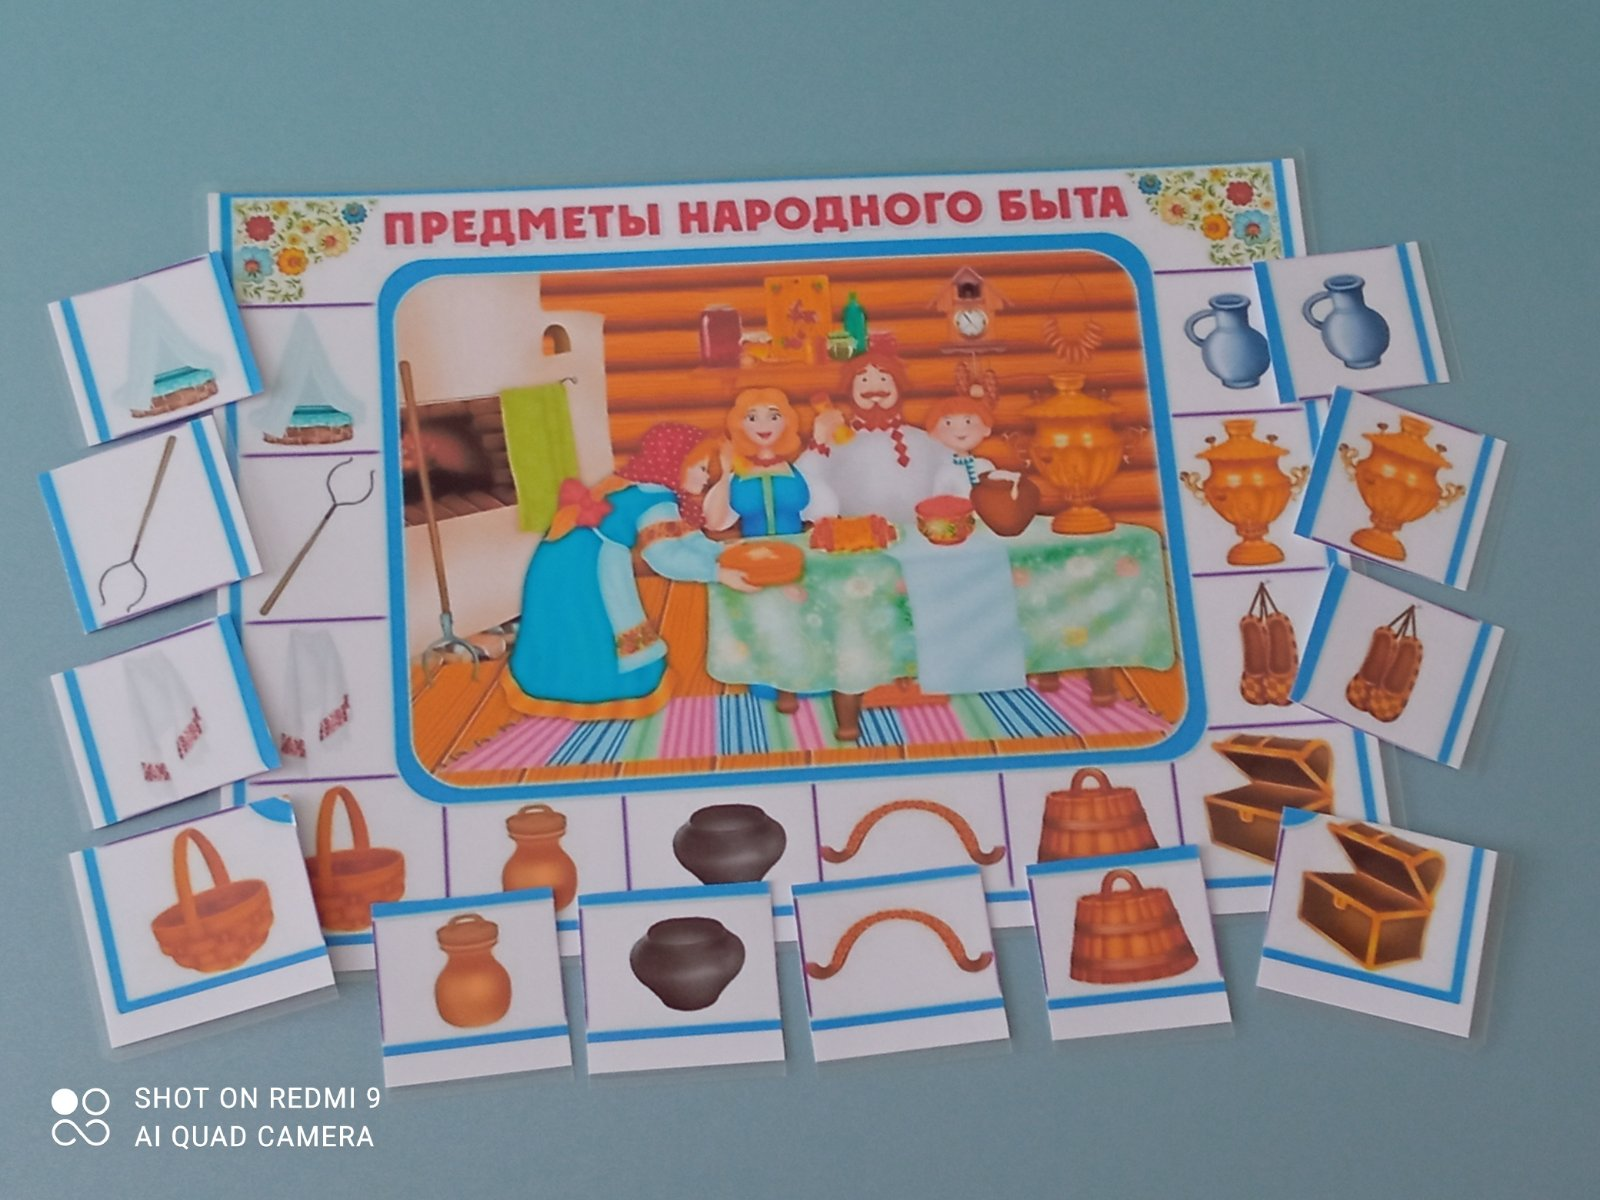 ПРЕДМЕТЫ НАРОДНОГО БЫТА
SHOT ON REDMI 9
AI QUAD CAMERA